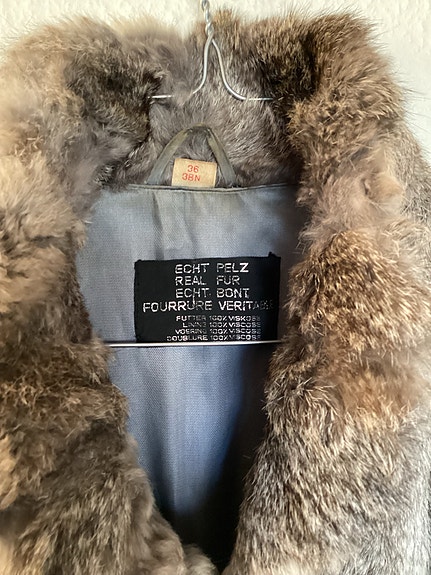 36
38N
ECHT PELZ
REAL FUR
ECHT BONT
FOURRURE VERITAB
FUTTER 100% VISKOSE
LINING 100% VISCOSE
VOERING 100% VISCOSE
DOUBLURE 100% VISCOSE